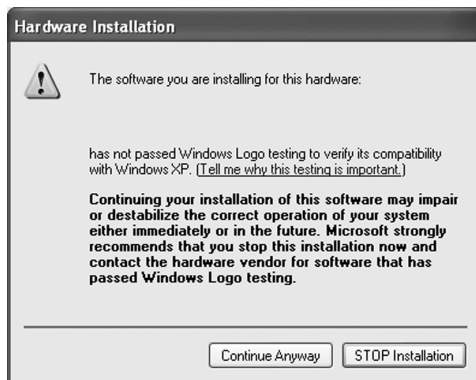 Hardware Installation
The software you are installing for this hardware:
has not passed Windows Logo testing to verify its compatibility
with Windows XP. (Tell me why this testing is important.)
Continuing your installation of this software may impair
or destabilize the correct operation of your system
either immediately or in the future. Microsoft strongly
recommends that you stop this installation now and
contact the hardware vendor for software that has
passed Windows Logo testing.
Continue Anyway
STOP Installation